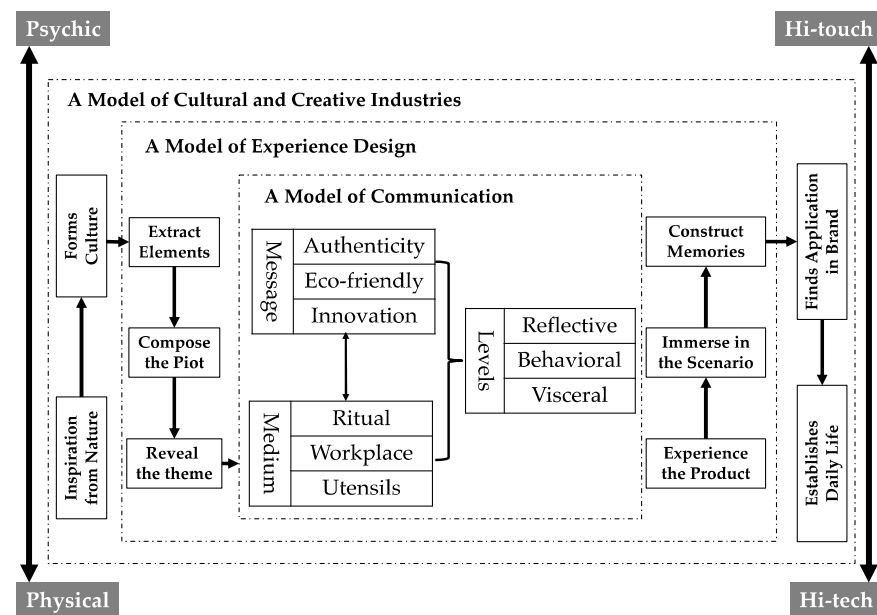 Psychic
Hi-touch
A Model of Cultural and Creative Industries
A Model of Experience Design
A Model of Communication
Forms
Culture
Inspiration
from Nature
Extract
Elements
Compose
the Piot
Reveal
the theme
Message
Authenticity
Eco-friendly
Innovation
Medium
Ritual
Workplace
Utensils
Levels
Reflective
Behavioral
Visceral
Construct
Memories
Immerse in
the Scenario
Experience
the Product
Finds Application
in Brand
Establishes
Daily Life
Physical
Hi-tech